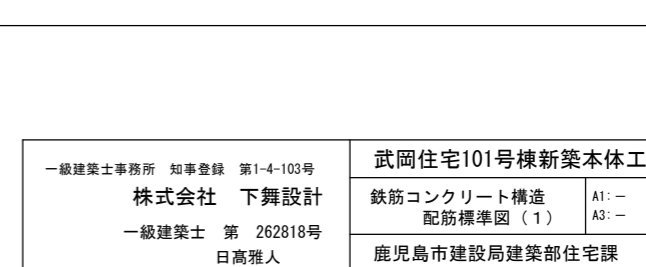 一級建築士事務所　知事登録　第1-4-103号
株式会社　下舞設計
一級建築士　第　262818号
日髙雅人
武岡住宅101号棟新築本体工
鉄筋コンクリート構造
配筋標準図（１）
A1：－
A3：－
鹿児島市建設局建築部住宅課